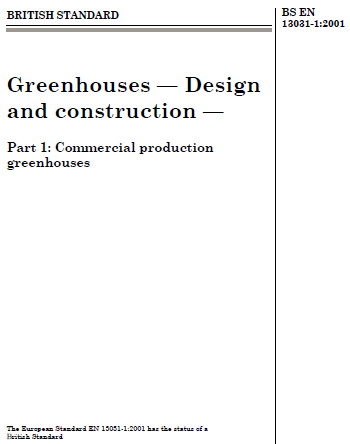 BRITISH STANDARD
BS EN
13031-1:2001
Greenhouses — Design
and construction —
Part 1: Commercial production
greenhouses
The European Standard EN 13031-1:2001 has the status of a
British Standard